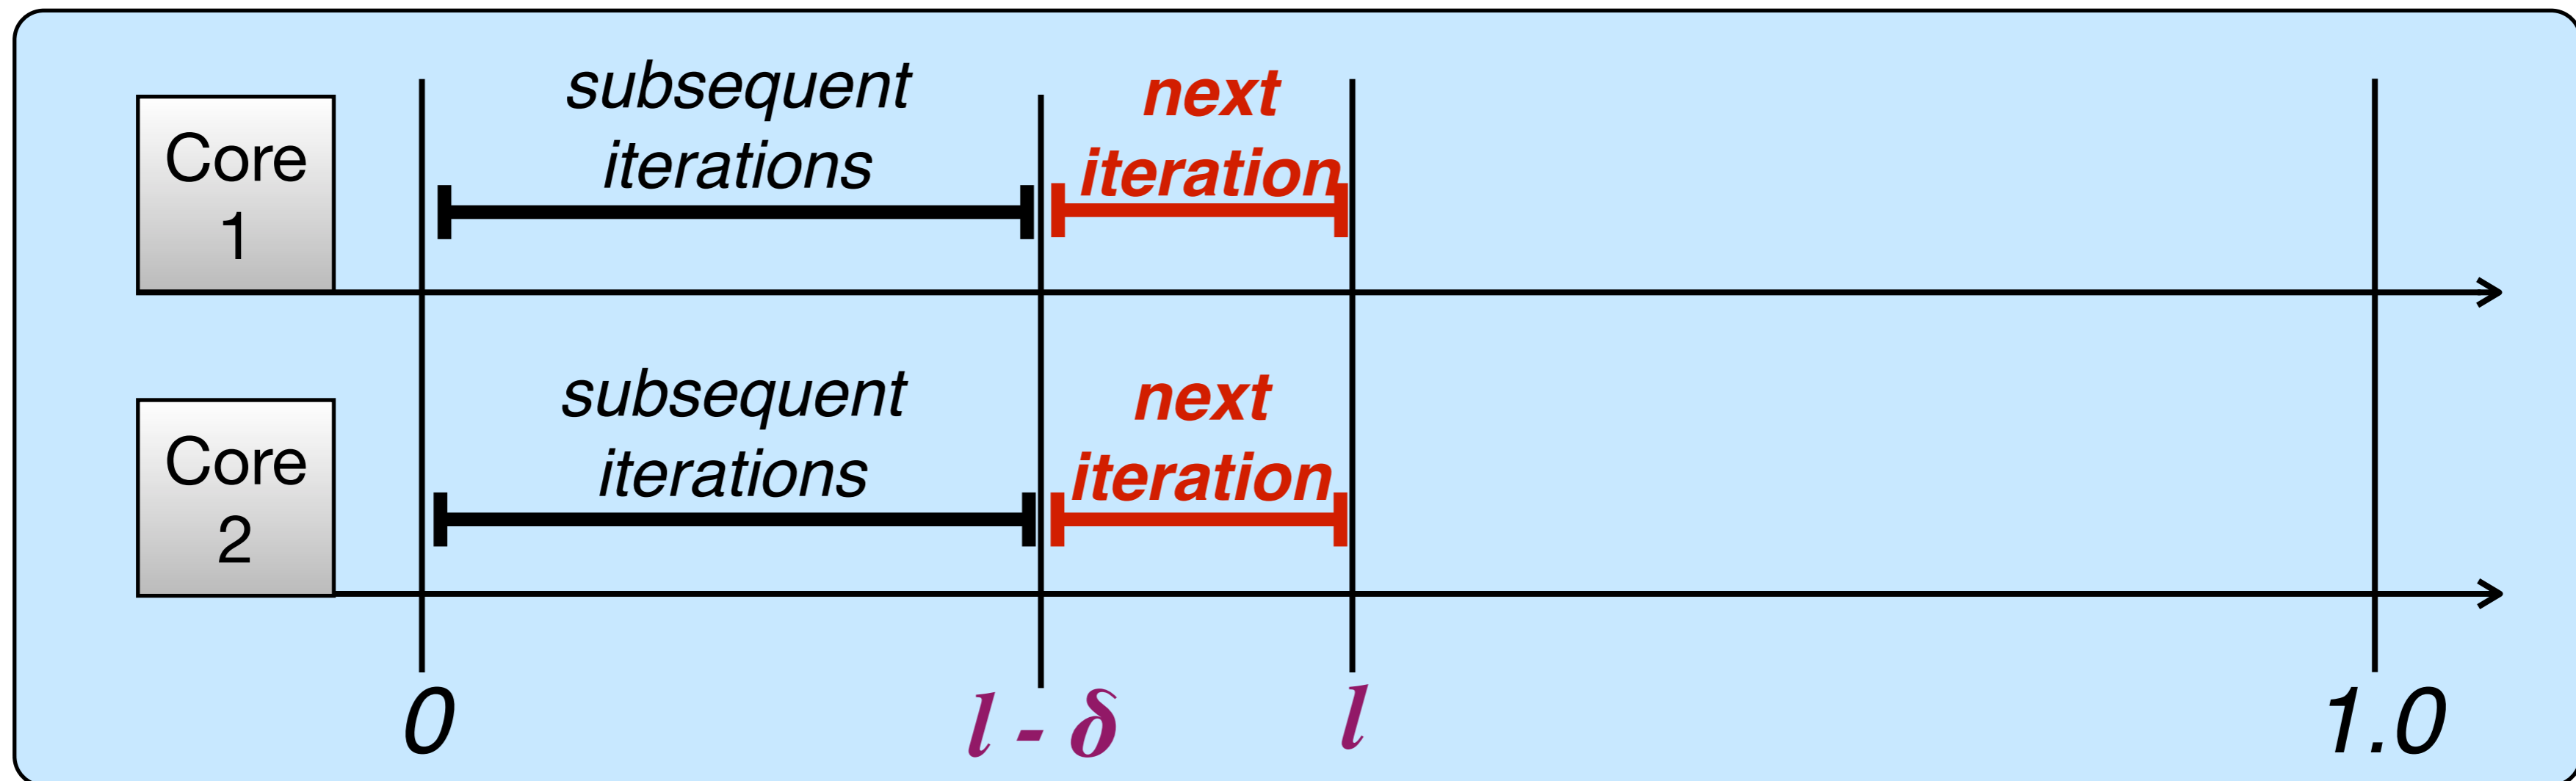 subsequent
iterations
next
iteration
Core
1
subsequent
iterations
next
iteration
Core
2
0
l - δ
l
1.0